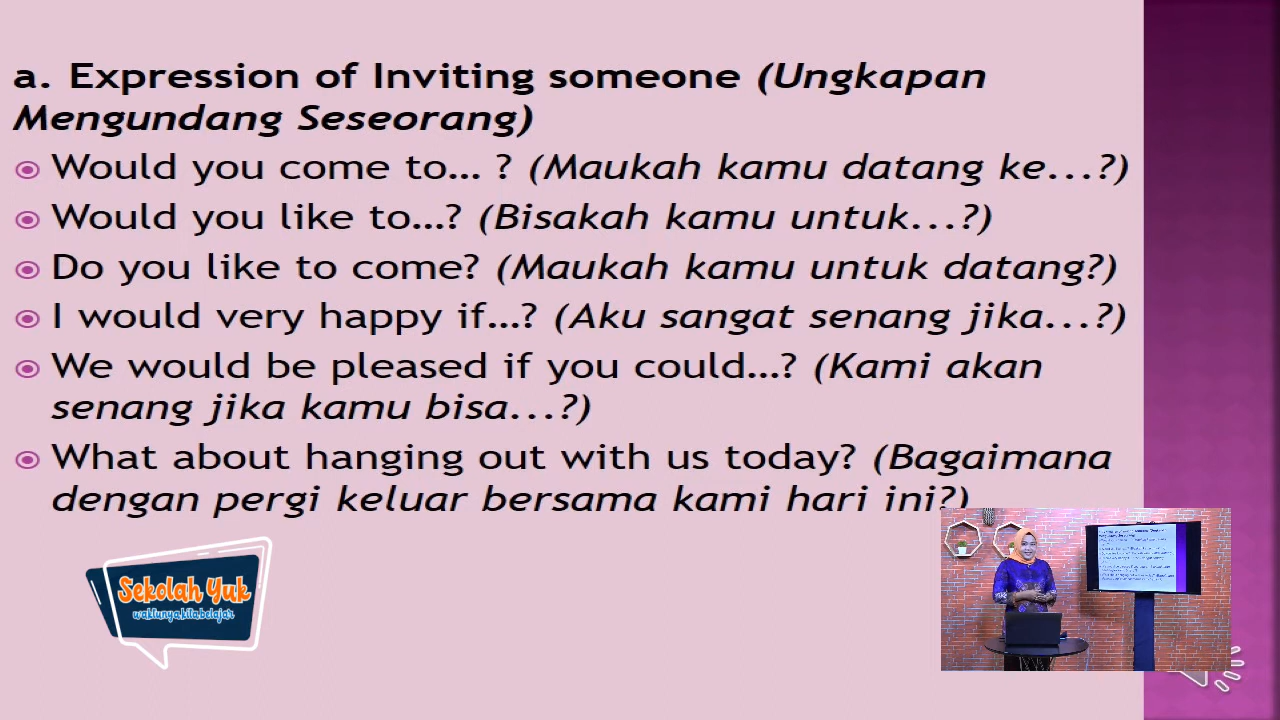 a. Expression of Inviting someone (Ungkapan
Mengundang Seseorang)
Would you come to... ? (Maukah kamu datang ke...?)
Would you like to...? (Bisakah kamu untuk...?)
Do you like to come? (Maukah kamu untuk datang?)
I would very happy if...? (Aku sangat senang jika...?)
We would be pleased if you could...? (Kami akan
senang jika kamu bisa...?)
What about hanging out with us today? (Bagaimana
dengan pergi keluar bersama kami hari ini?)
Sekolah Yuk
waktunya kita belajar